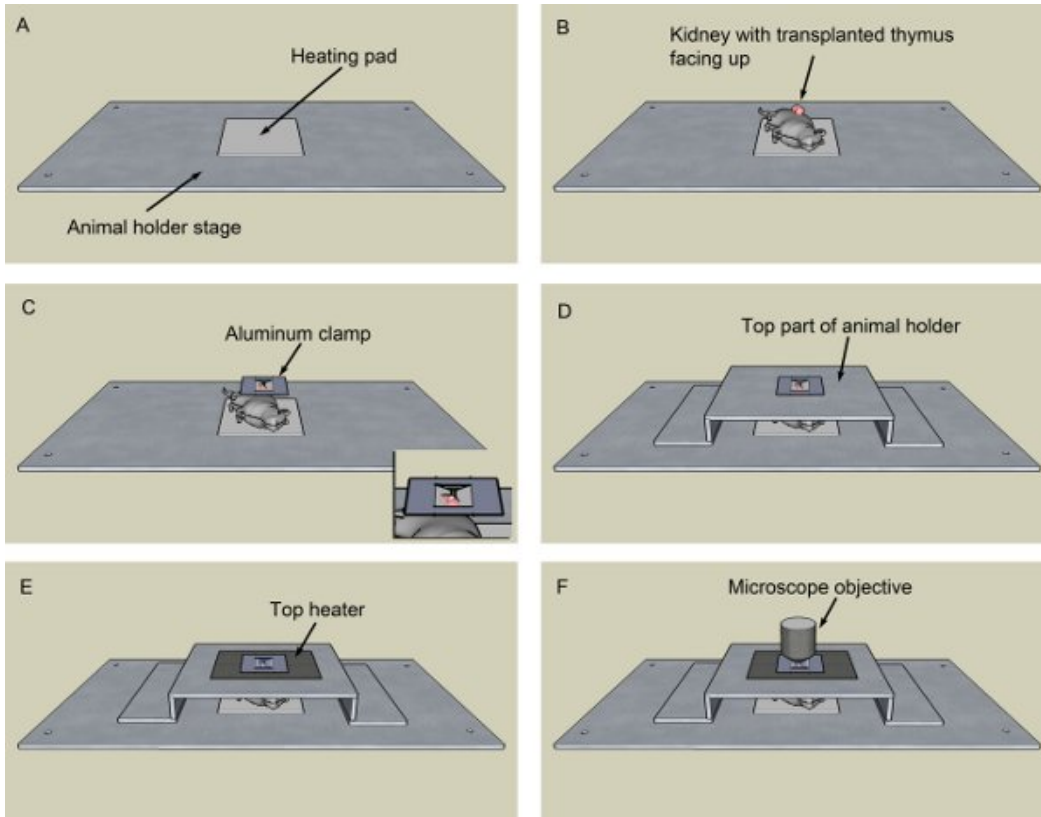 A
Heating pad
Animal holder stage
B
Kidney with transplanted thymus
facing up
C
Aluminum clamp
D
Top part of animal holder
E
Top heater
F
Microscope objective